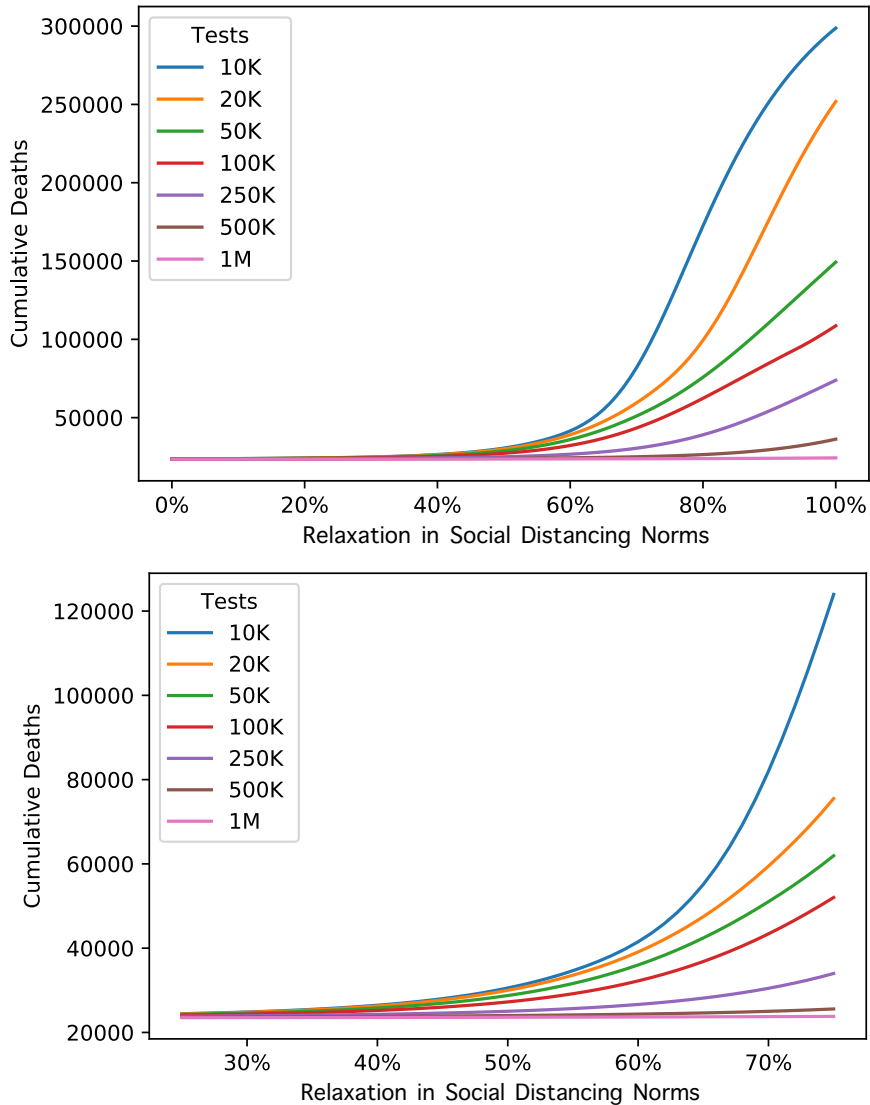 300000
250000
200000
150000
100000
50000
Cumulative Deaths
Tests
10K
20K
50K
100K
250K
500K
1M
0% 20% 40% 60% 80% 100%
Relaxation in Social Distancing Norms
120000
100000
80000
60000
40000
20000
Cumulative Deaths
Tests
10K
20K
50K
100K
250K
500K
1M
30% 40% 50% 60% 70%
Relaxation in Social Distancing Norms